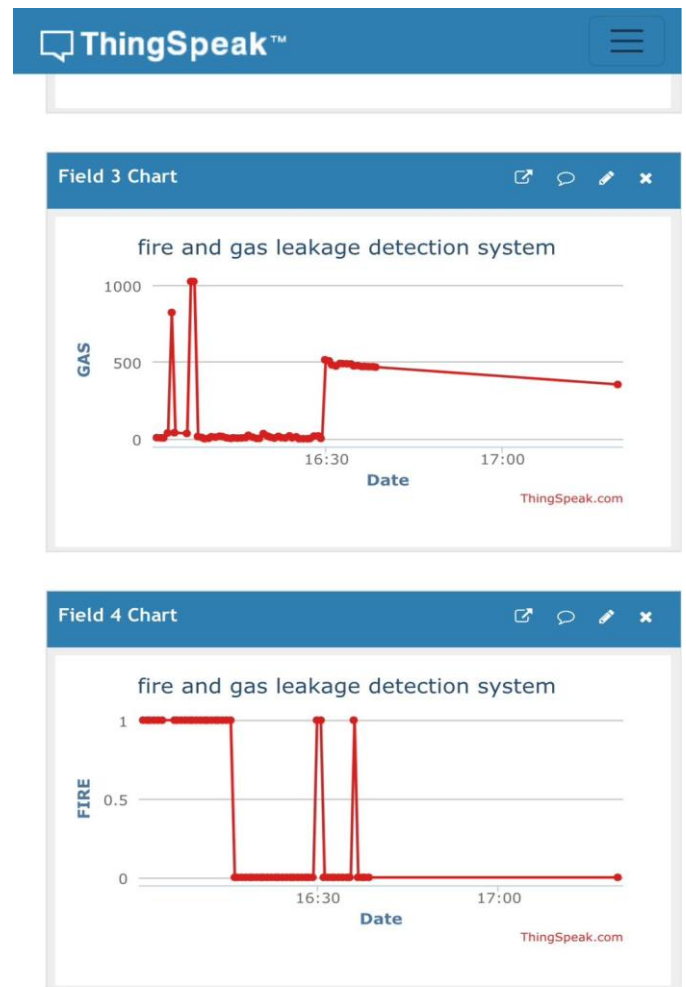 ThingSpeak™
Field 3 Chart
fire and gas leakage detection system
1000
500
0
GAS
16:30 17:00
Date
ThingSpeak.com
Field 4 Chart
fire and gas leakage detection system
1
0.5
0
FIRE
16:30 17:00
Date
ThingSpeak.com